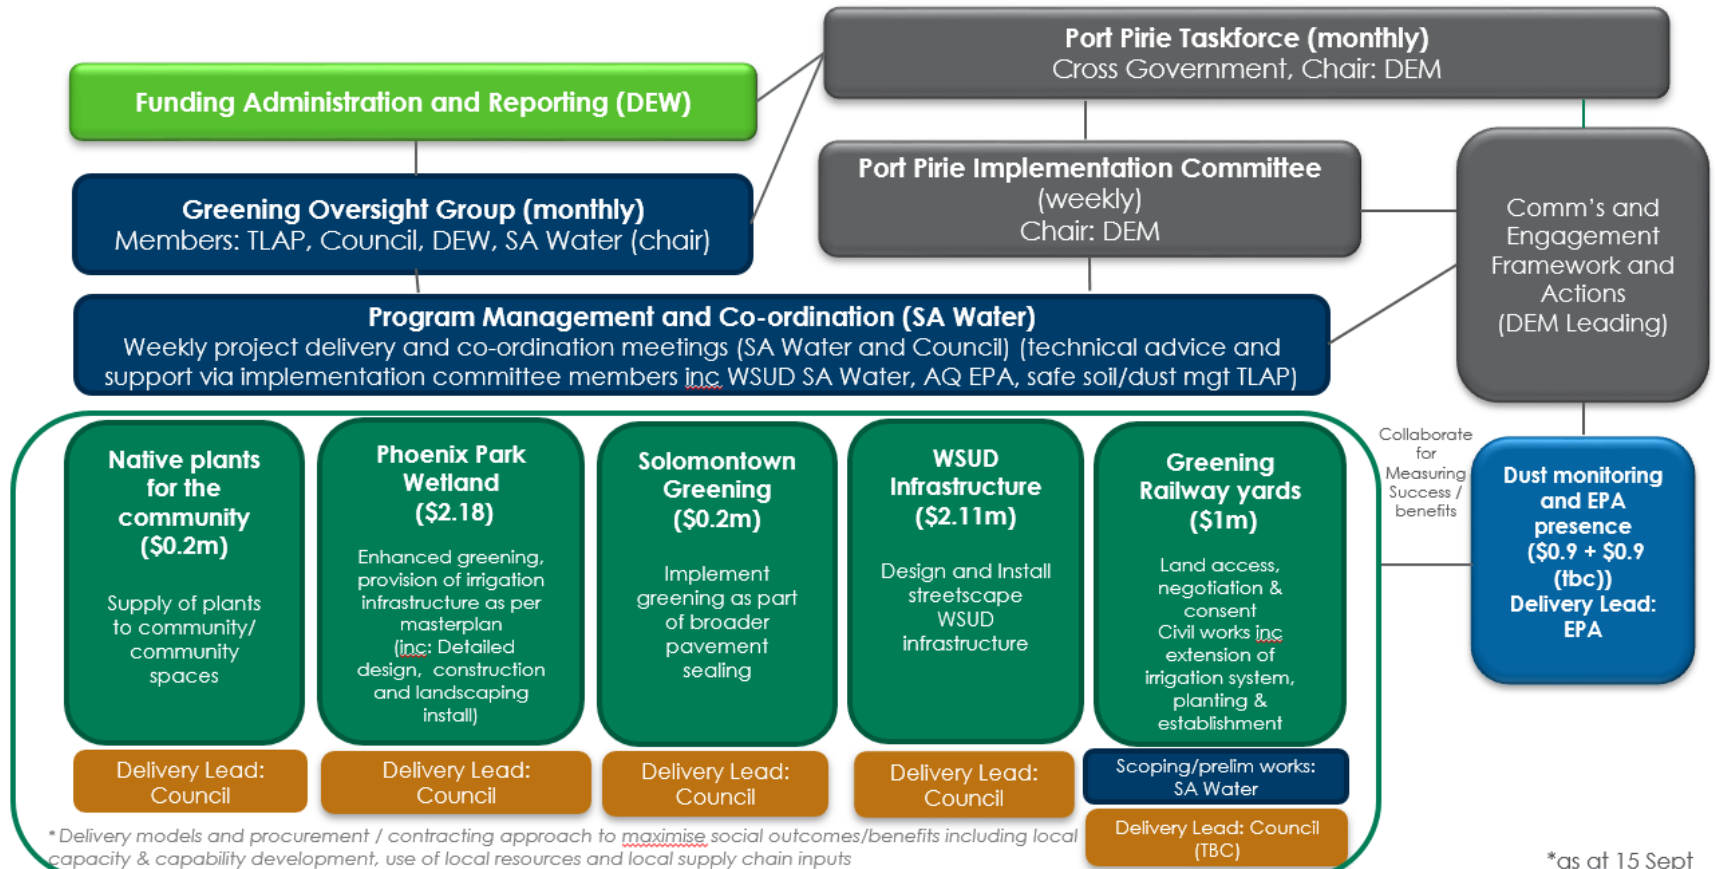 Port Pirie Taskforce (monthly)
Cross Government, Chair: DEM
Funding Administration and Reporting (DEW)
Port Pirie Implementation Committee
(weekly)
Chair: DEM
Greening Oversight Group (monthly)
Members: TLAP, Council, DEW, SA Water (chair)
Comm's and
Engagement
Framework and
Actions
(DEM Leading)
Program Management and Co-ordination (SA Water)
Weekly project delivery and co-ordination meetings (SA Water and Council) (technical advice and
support via implementation committee members inc WSUD SA Water, AQ EPA, safe soil/dust mgt TLAP)
Native plants
for the
community
($0.2m)
Supply of plants
to community/
community
spaces
Delivery Lead:
Council
Phoenix Park
Wetland
($2.18)
Enhanced greening,
provision of irrigation
infrastructure as per
masterplan
(inc: Detailed
design, construction
and landscaping
install)
Delivery Lead:
Council
Solomontown
Greening
($0.2m)
Implement
greening as part
of broader
pavement
sealing
Delivery Lead:
Council
WSUD
Infrastructure
($2.11m)
Design and Install
streetscape
WSUD
infrastructure
Delivery Lead:
Council
Greening
Railway yards
($1m)
Land access,
negotiation &
consent
Civil works inc
extension of
irrigation system,
planting &
establishment
Scoping/prelim works:
SA Water
Delivery Lead: Council
(TBC)
Collaborate
for
Measuring
Success /
benefits
Dust monitoring
and EPA
presence
($0.9 + $0.9
(tbc))
Delivery Lead:
EPA
*Delivery models and procurement / contracting approach to maximise social outcomes/benefits including local
capacity & capability development, use of local resources and local supply chain inputs
*as at 15 Sept